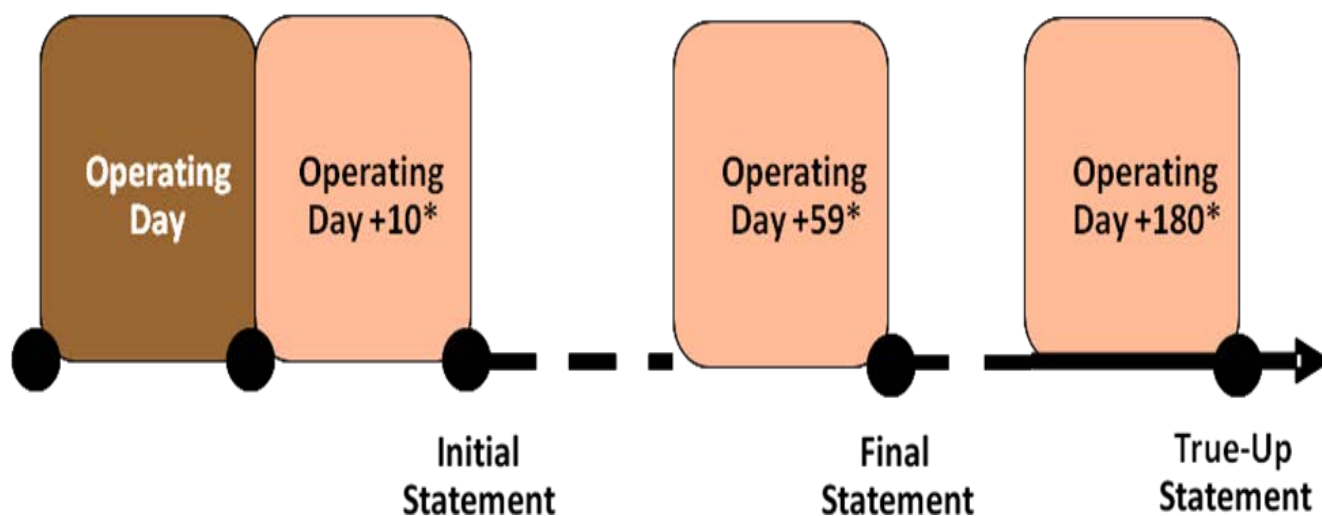 Operating
Day
Operating
Day +10*
Operating
Day +59*
Operating
Day +180*
Initial
Statement
Final
Statement
True-Up
Statement